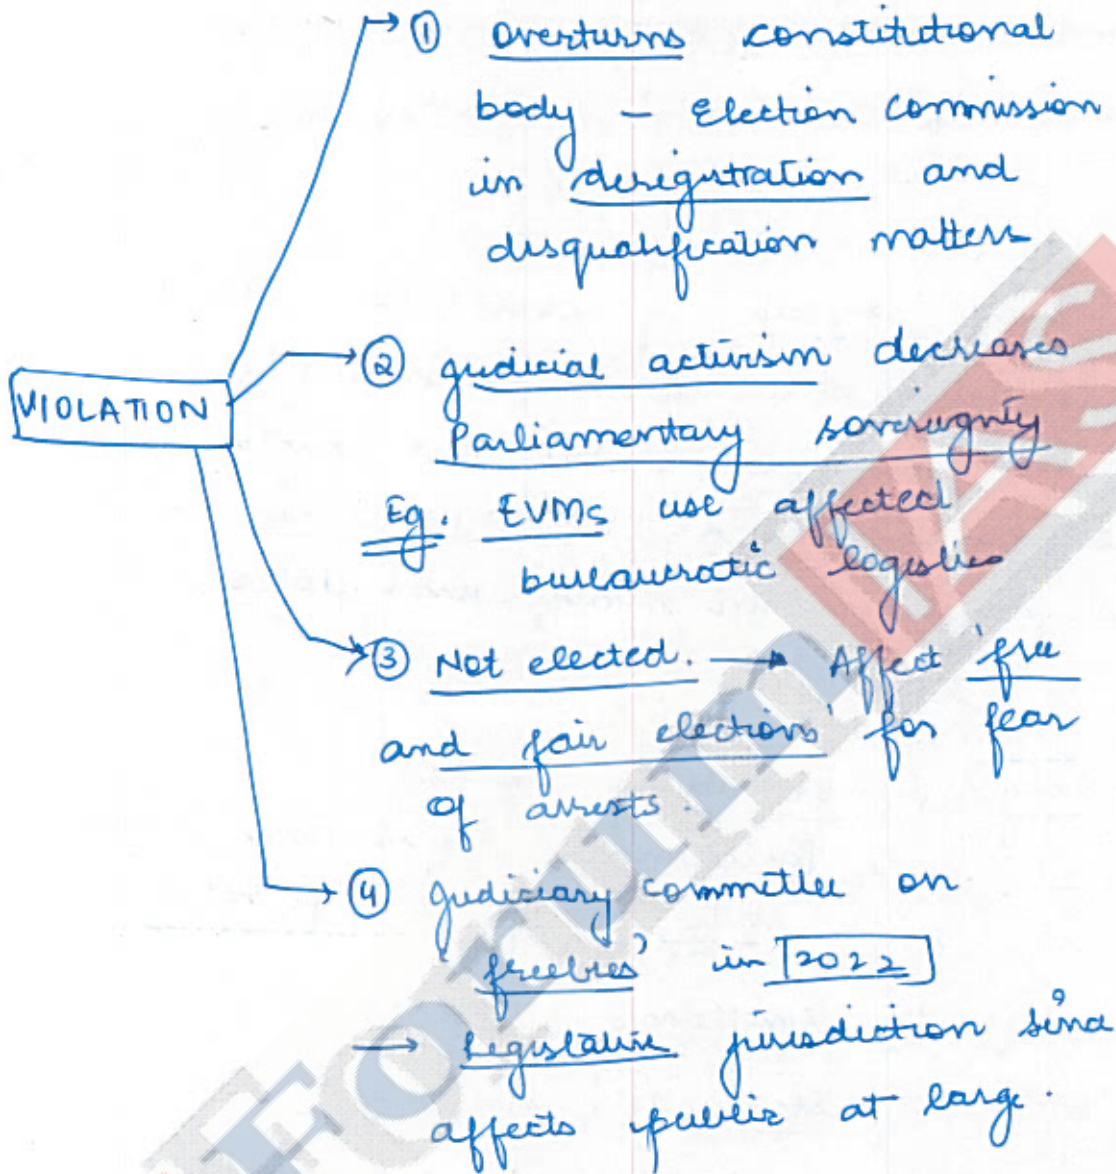 → ① overturns constitutional
body – Election Commission
in deregistration and
disqualification matters
VIOLATION
→ ② Judicial activism decreases
Parliamentary sovereignty
Eg. EVMs use affected
bureaucratic logistics
→ ③ Not elected. → Affect 'free
and fair elections' for fear
of arrests.
→ ④ Judiciary committee on
'freebies' in 2022
→ Legislative jurisdiction since
affects public at large.
Forum IAS